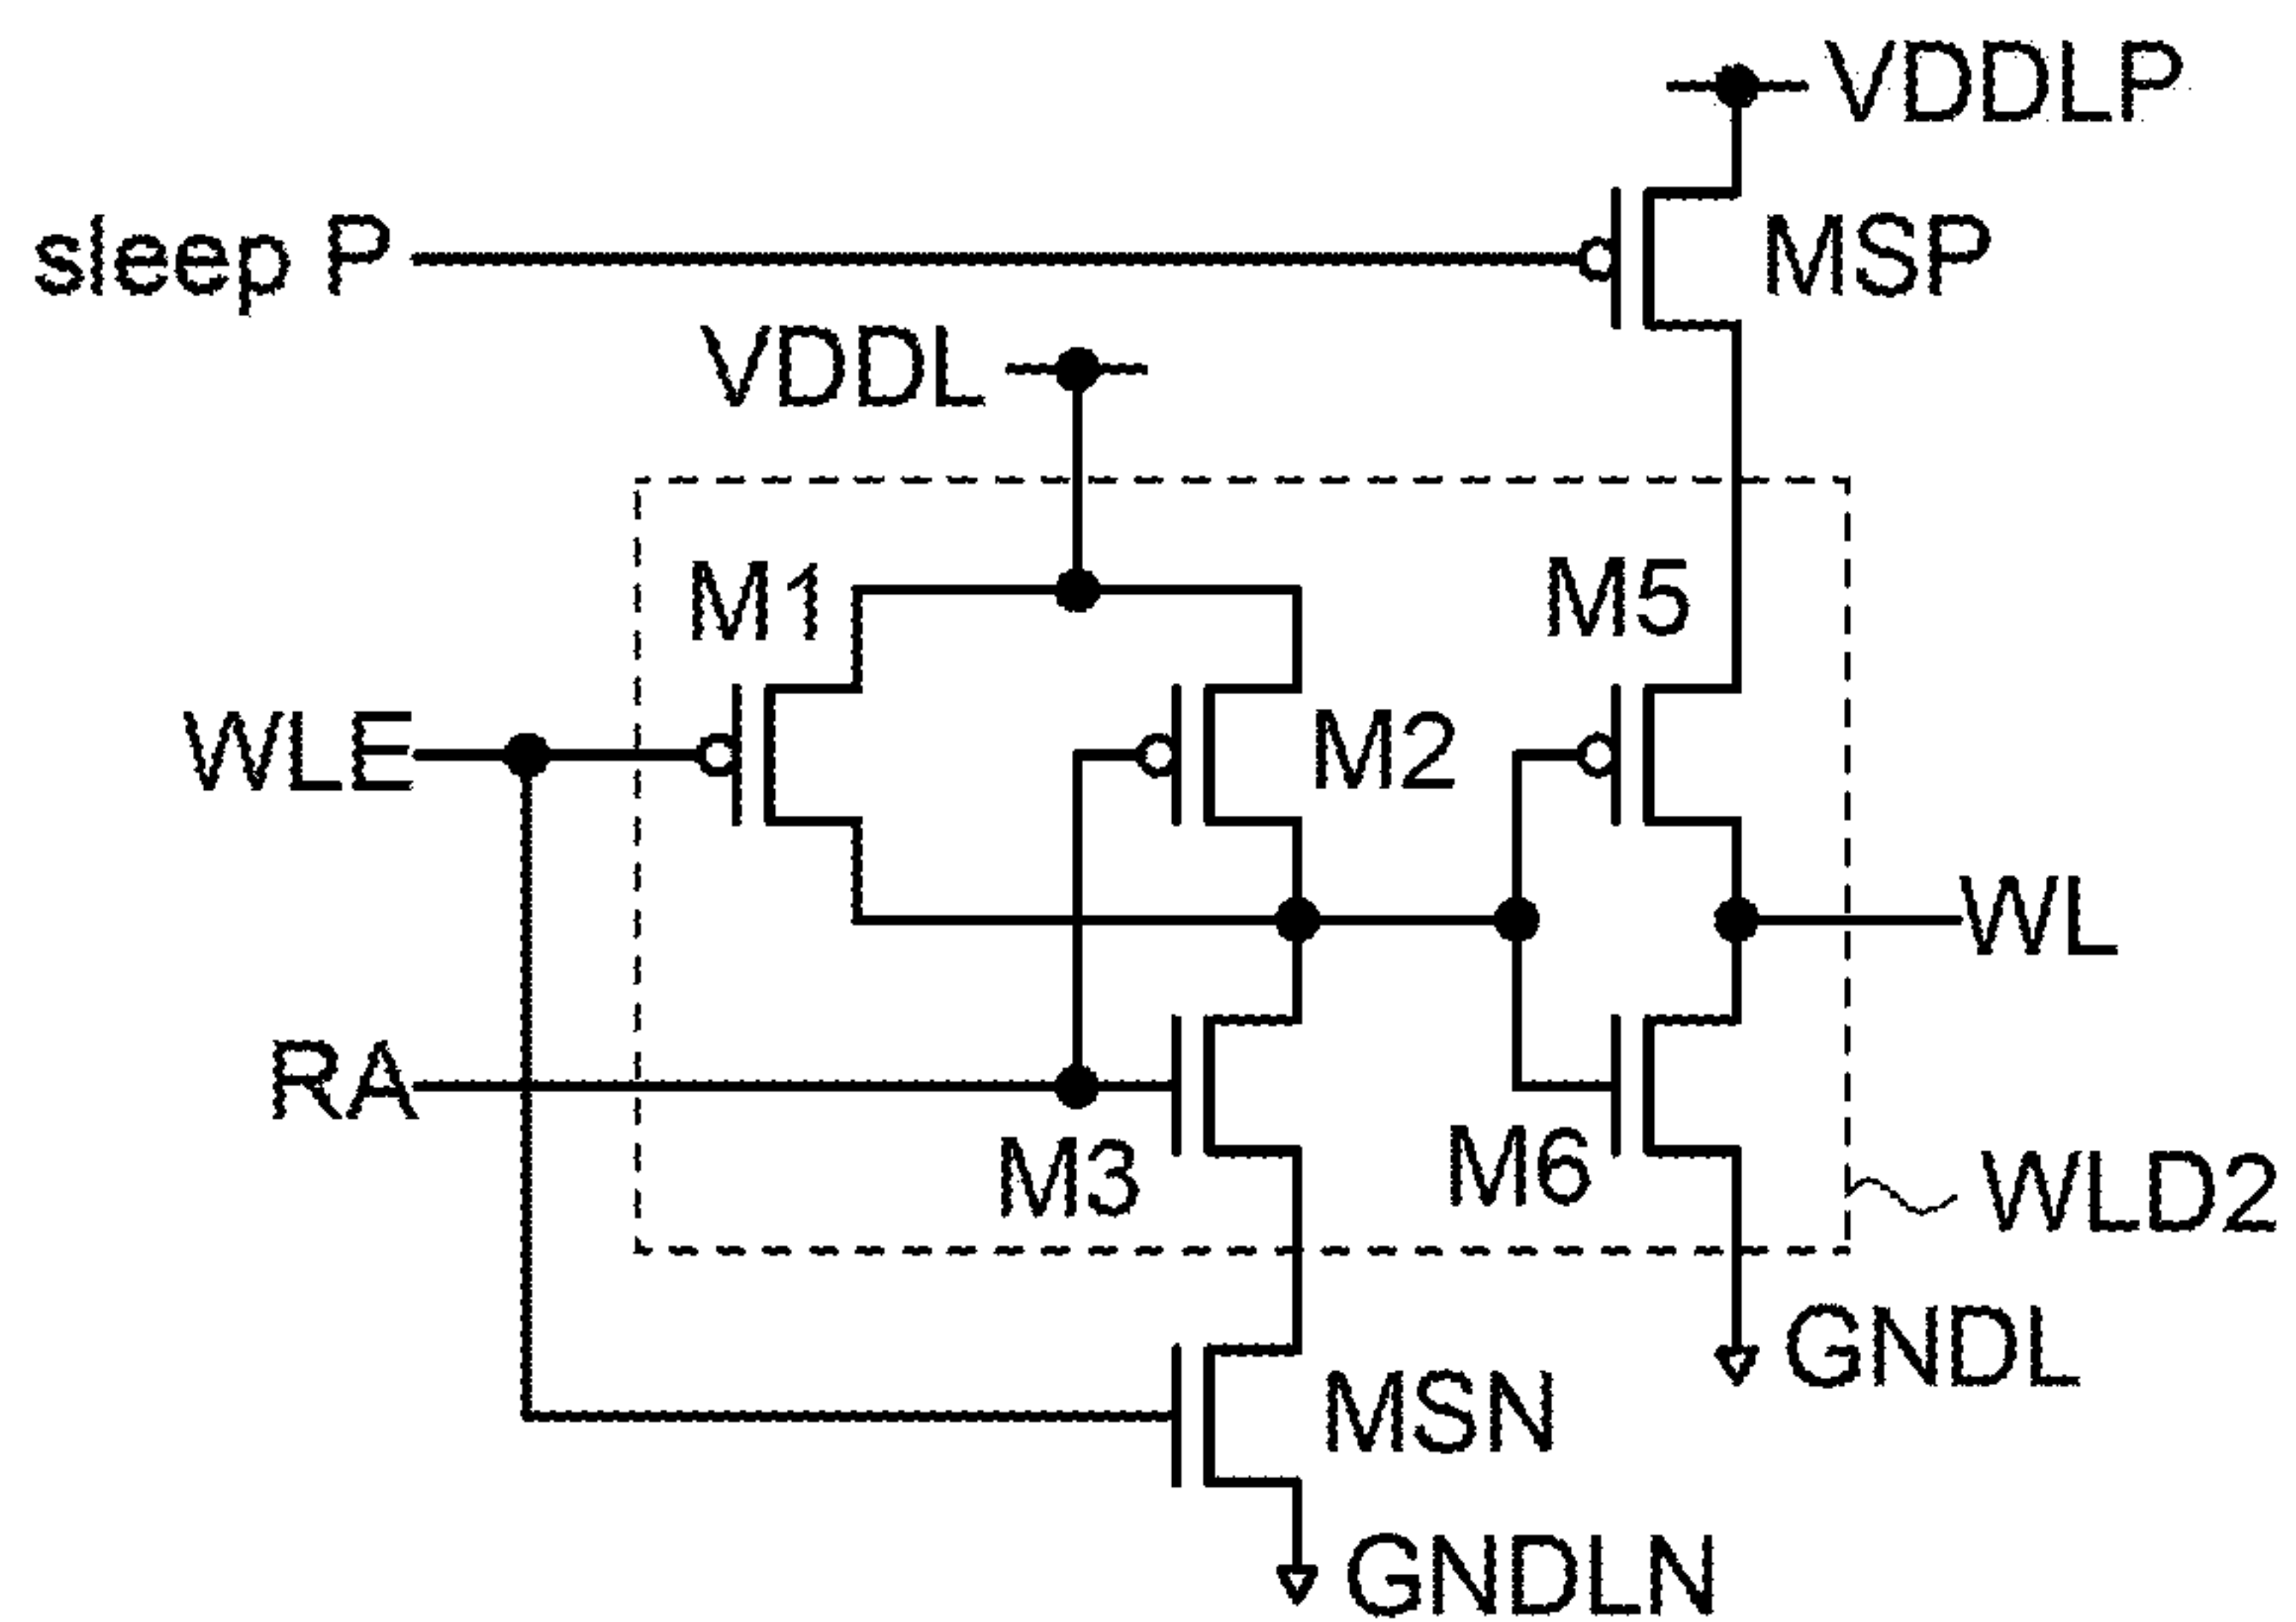 VDDLP
sleep P
MSP
VDDL
M1
M5
WLE
M2
WL
RA
M3
M6
WLD2
GNDL
MSN
GNDLN